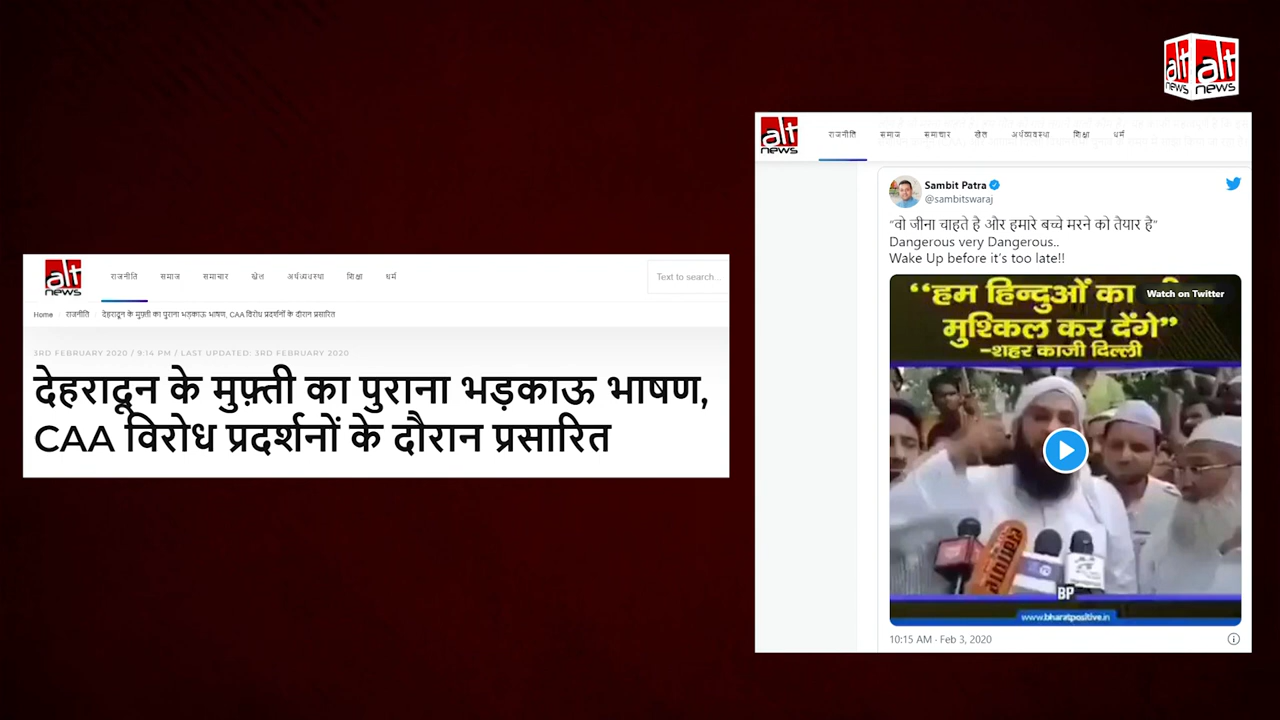 alt news alt news
alt news राजनीति समाज समाचार खेल अर्थव्यवस्था शिक्षा धर्म Text to search...
Home / राजनीति / देहरादून के मुफ़्ती का पुराना भड़काऊ भाषण, CAA विरोध प्रदर्शनों के दौरान प्रसारित
3RD FEBRUARY 2020 / 9:14 PM / LAST UPDATED: 3RD FEBRUARY 2020
देहरादून के मुफ़्ती का पुराना भड़काऊ भाषण,
CAA विरोध प्रदर्शनों के दौरान प्रसारित
alt news राजनीति समाज समाचार खेल अर्थव्यवस्था शिक्षा धर्म
Sambit Patra
@sambitswaraj
“वो जीना चाहते है और हमारे बच्चे मरने को तैयार है”
Dangerous very Dangerous..
Wake Up before it’s too late!!
“हम हिन्दुओं का
Watch on Twitter
मुश्किल कर देंगे”
-शहर काजी दिल्ली
BP
www.bharatpositive.in
10:15 AM · Feb 3, 2020